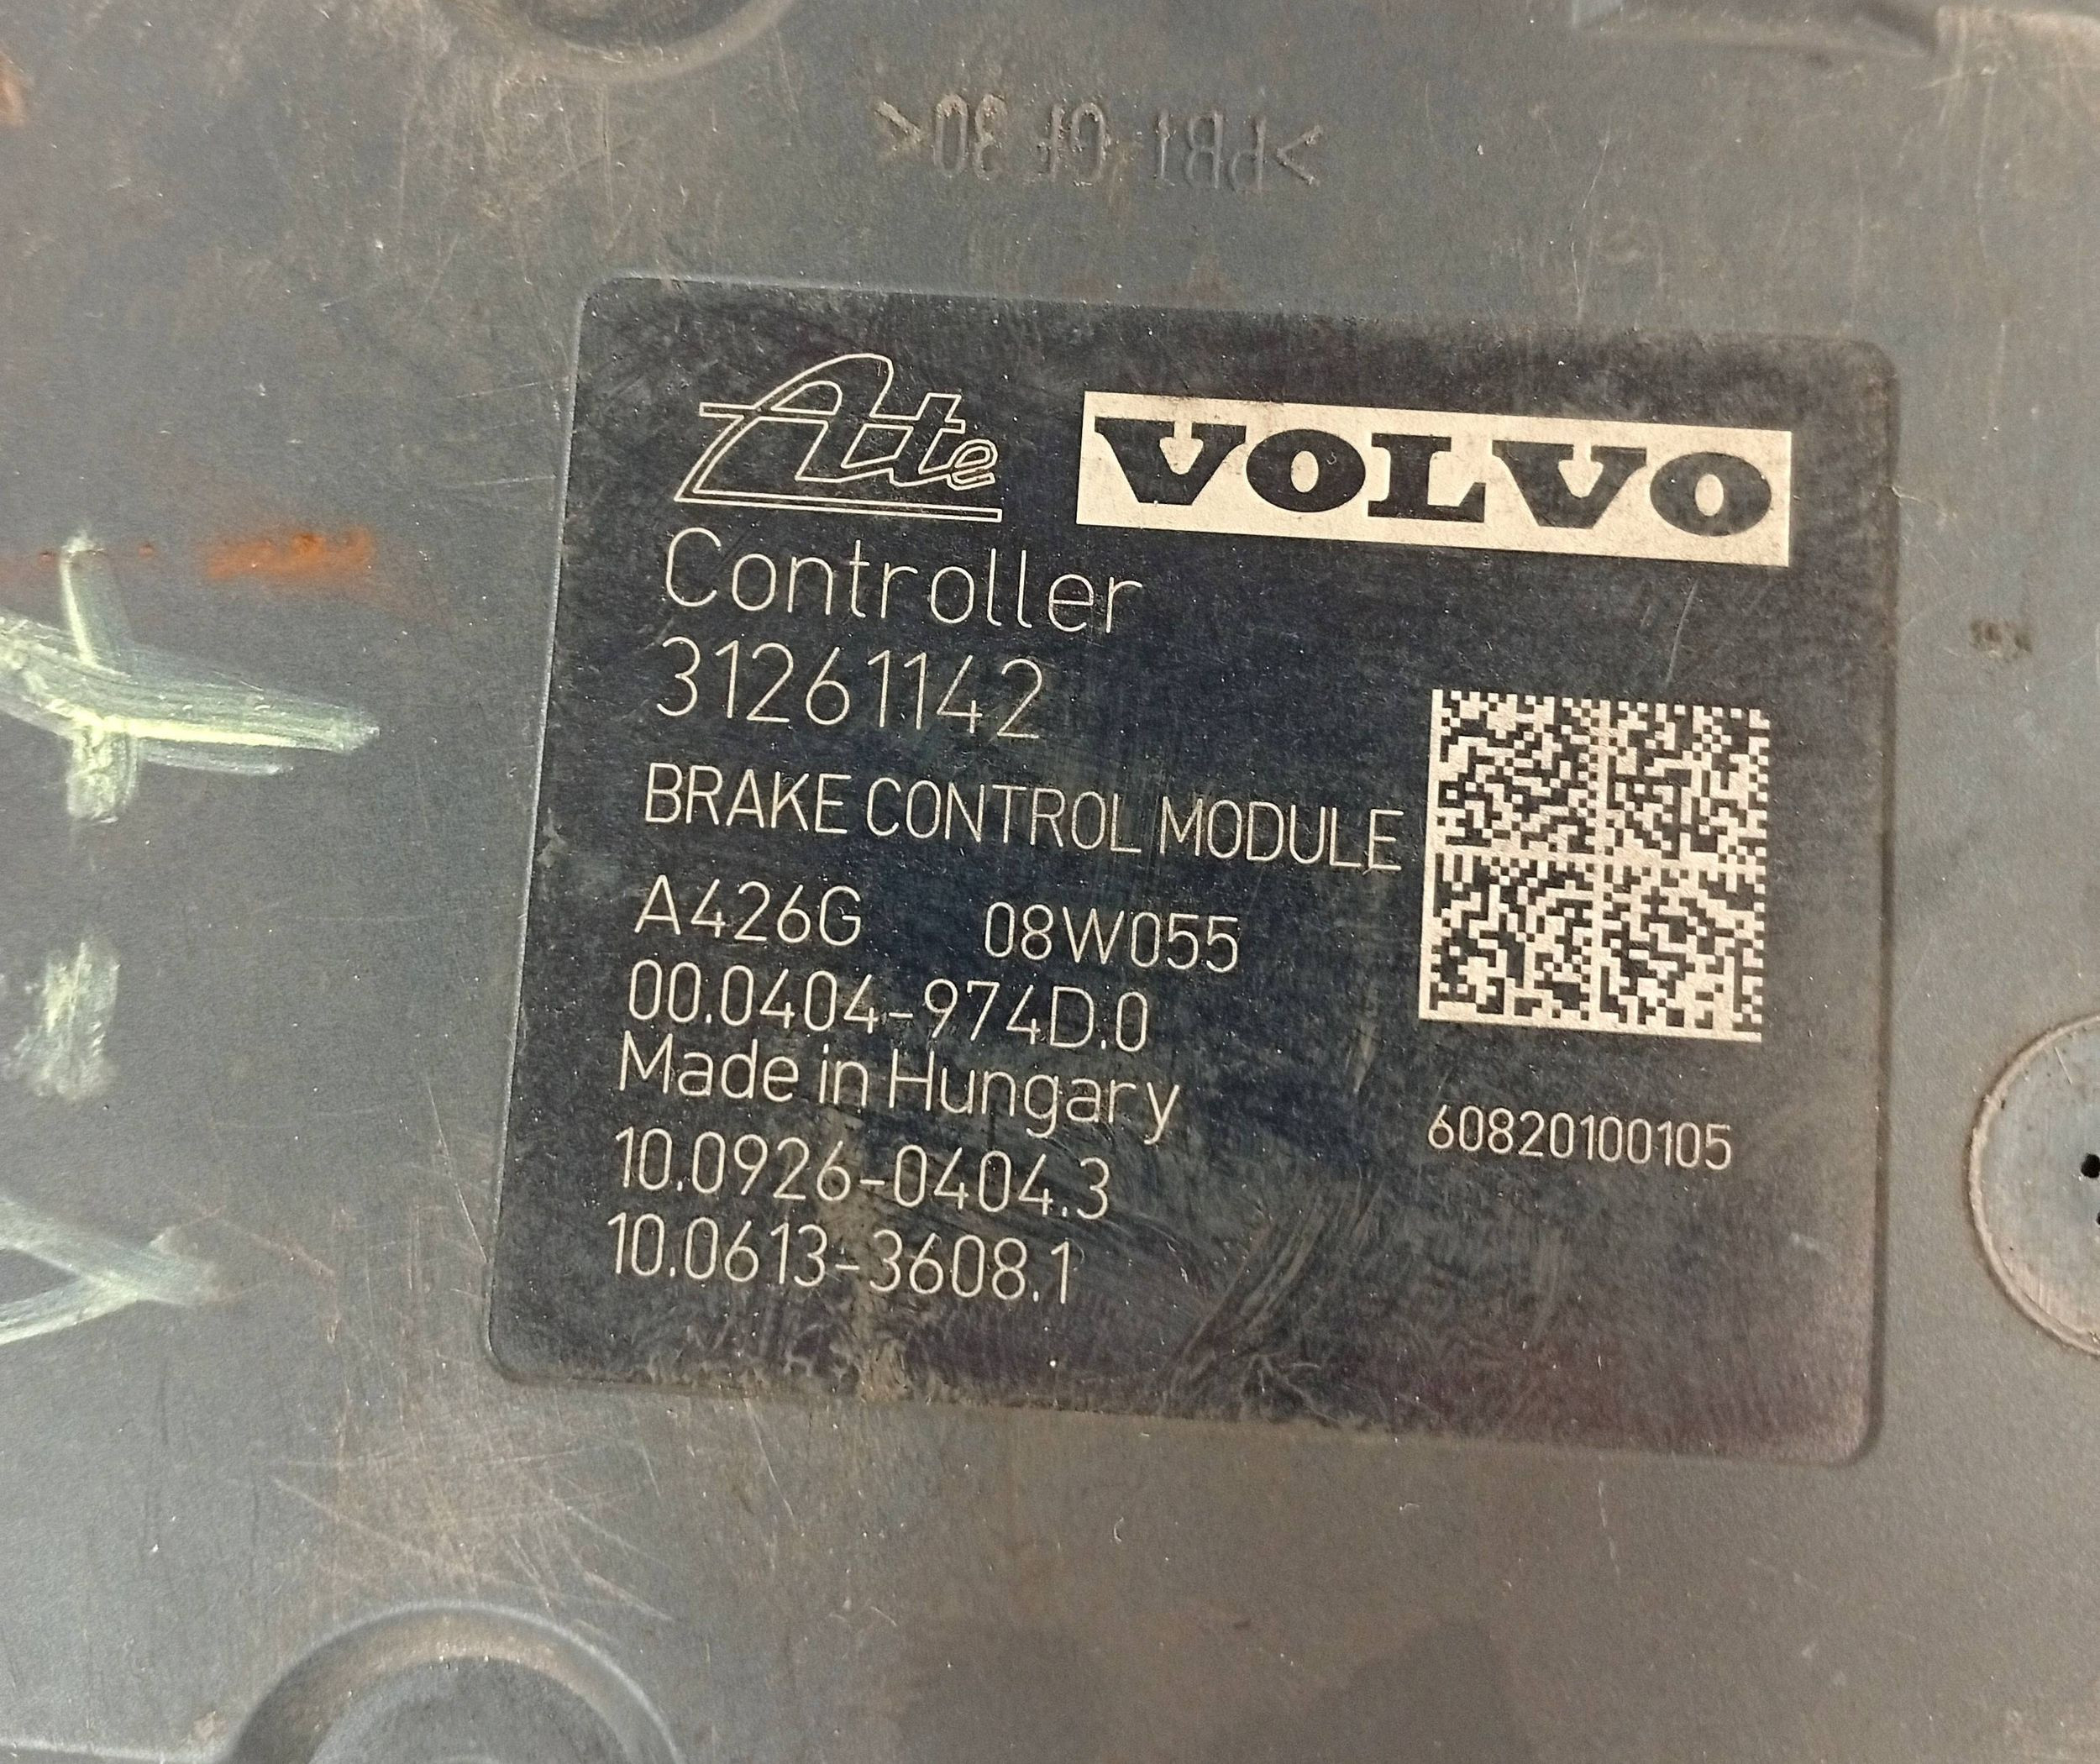 >PBT GF 30<
Ate VOLVO
Controller
31261142
BRAKE CONTROL MODULE
A426G 08W055
00.0404-974D.0
Made in Hungary
60820100105
10.0926-0404.3
10.0613-3608.1